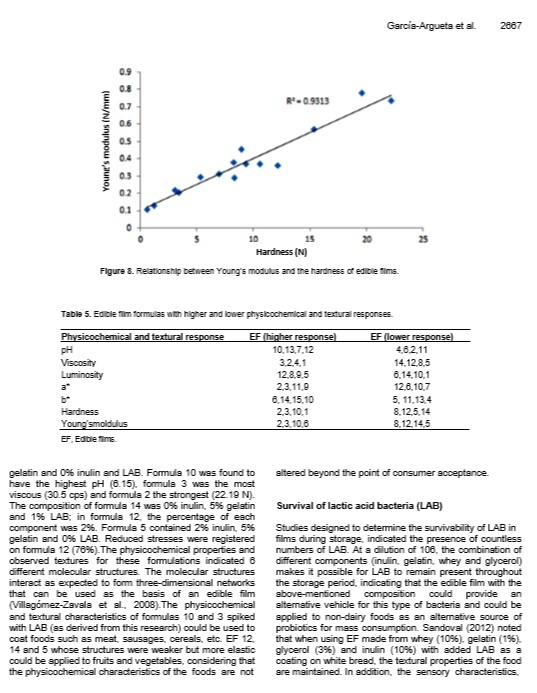 García-Argueta et al. 2667
0.9
0.8
0.7
0.6
0.5
0.4
0.3
0.2
0.1
0
Young's modulus (N/mm)
R² = 0.9313
0 5 10 15 20 25
Hardness (N)
Figure 8. Relationship between Young's modulus and the hardness of edible films.
Table 5. Edible film formulas with higher and lower physicochemical and textural responses.
Physicochemical and textural response EF (higher response) EF (lower response)
pH 10,13,7,12 4,6,2,11
Viscosity 3,2,4,1 14,12,8,5
Luminosity 12,8,9,5 6,14,10,1
a* 2,3,11,9 12,6,10,7
b* 6,14,15,10 5, 11,13,4
Hardness 2,3,10,1 8,12,5,14
Young'smoldulus 2,3,10,6 8,12,14,5
EF, Edible films.
gelatin and 0% inulin and LAB. Formula 10 was found to
have the highest pH (6.15), formula 3 was the most
viscous (30.5 cps) and formula 2 the strongest (22.19 N).
The composition of formula 14 was 0% inulin, 5% gelatin
and 1% LAB; in formula 12, the percentage of each
component was 2%. Formula 5 contained 2% inulin, 5%
gelatin and 0% LAB. Reduced stresses were registered
on formula 12 (76%).The physicochemical properties and
observed textures for these formulations indicated 6
different molecular structures. The molecular structures
interact as expected to form three-dimensional networks
that can be used as the basis of an edible film
(Villagómez-Zavala et al., 2008).The physicochemical
and textural characteristics of formulas 10 and 3 spiked
with LAB (as derived from this research) could be used to
coat foods such as meat, sausages, cereals, etc. EF 12,
14 and 5 whose structures were weaker but more elastic
could be applied to fruits and vegetables, considering that
the physicochemical characteristics of the foods are not
altered beyond the point of consumer acceptance.
Survival of lactic acid bacteria (LAB)
Studies designed to determine the survivability of LAB in
films during storage, indicated the presence of countless
numbers of LAB. At a dilution of 106, the combination of
different components (inulin, gelatin, whey and glycerol)
makes it possible for LAB to remain present throughout
the storage period, indicating that the edible film with the
above-mentioned composition could provide an
alternative vehicle for this type of bacteria and could be
applied to non-dairy foods as an alternative source of
probiotics for mass consumption. Sandoval (2012) noted
that when using EF made from whey (10%), gelatin (1%),
glycerol (3%) and inulin (10%) with added LAB as a
coating on white bread, the textural properties of the food
are maintained. In addition, the sensory characteristics,